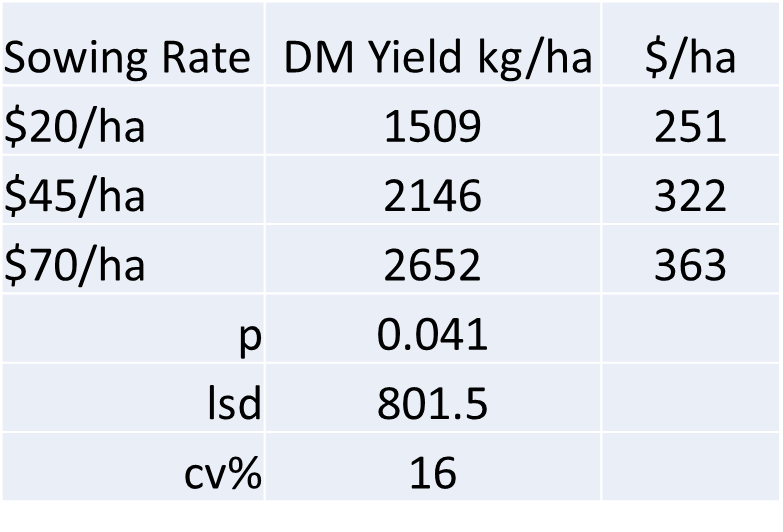 Sowing Rate DM Yield kg/ha $/ha
$20/ha 1509 251
$45/ha 2146 322
$70/ha 2652 363
p 0.041
lsd 801.5
cv% 16